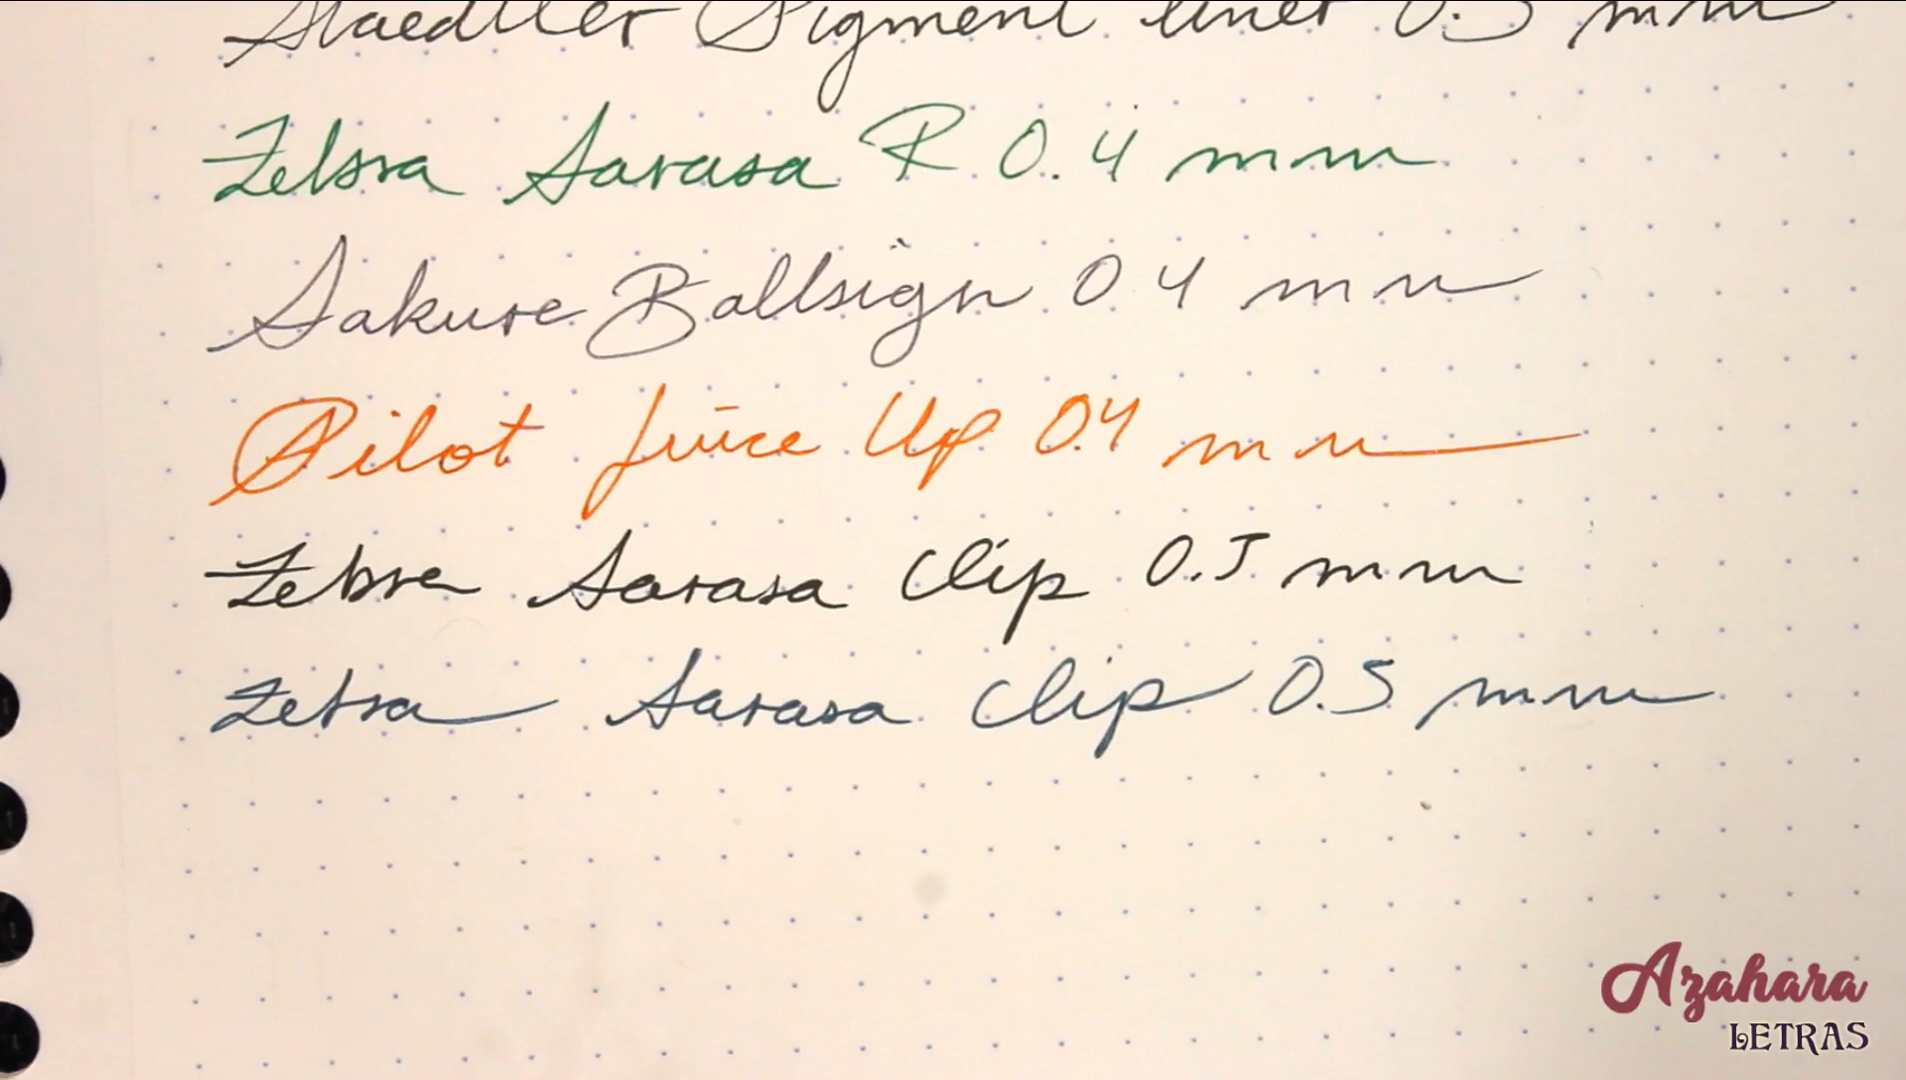 Staedtler Pigment liner 0.3 mm
Zebra Sarasa R 0.4 mm
Sakura Ballsign 0 4 mm
Pilot Juice Up 0.4 mm
Zebra Sarasa Clip 0.5 mm
Zebra Sarasa Clip 0.5 mm
Azahara
LETRAS